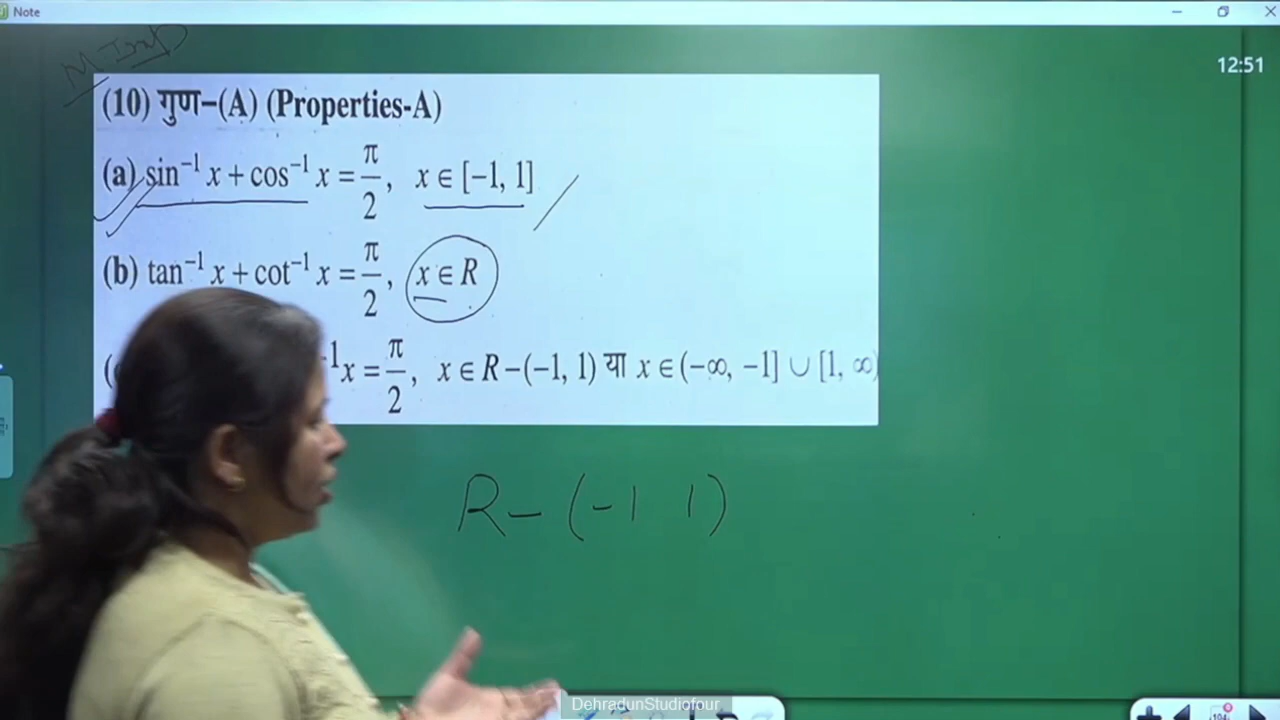 Note
12:51
M. Imp
(10) गुण–(A) (Properties-A)
(a) sin⁻¹ x + cos⁻¹ x = π/2, x ∈ [−1, 1]
(b) tan⁻¹ x + cot⁻¹ x = π/2, x ∈ R
⁻¹x = π/2, x ∈ R − (−1, 1) या x ∈ (−∞, −1] ∪ [1, ∞)
R − (−1 1)
DehradunStudiofour